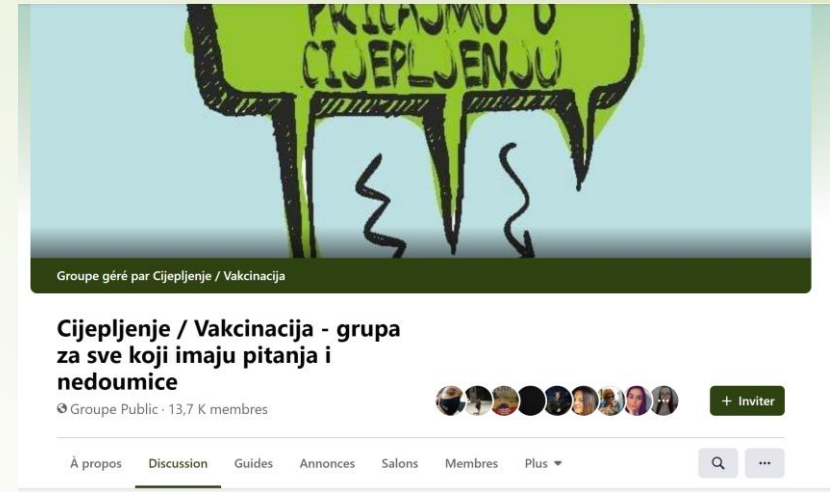 CIJEPLJENJU
Groupe géré par Cijepljenje / Vakcinacija
Cijepljenje / Vakcinacija - grupa
za sve koji imaju pitanja i
nedoumice
Groupe Public · 13,7 K membres
+ Inviter
À propos Discussion Guides Annonces Salons Membres Plus